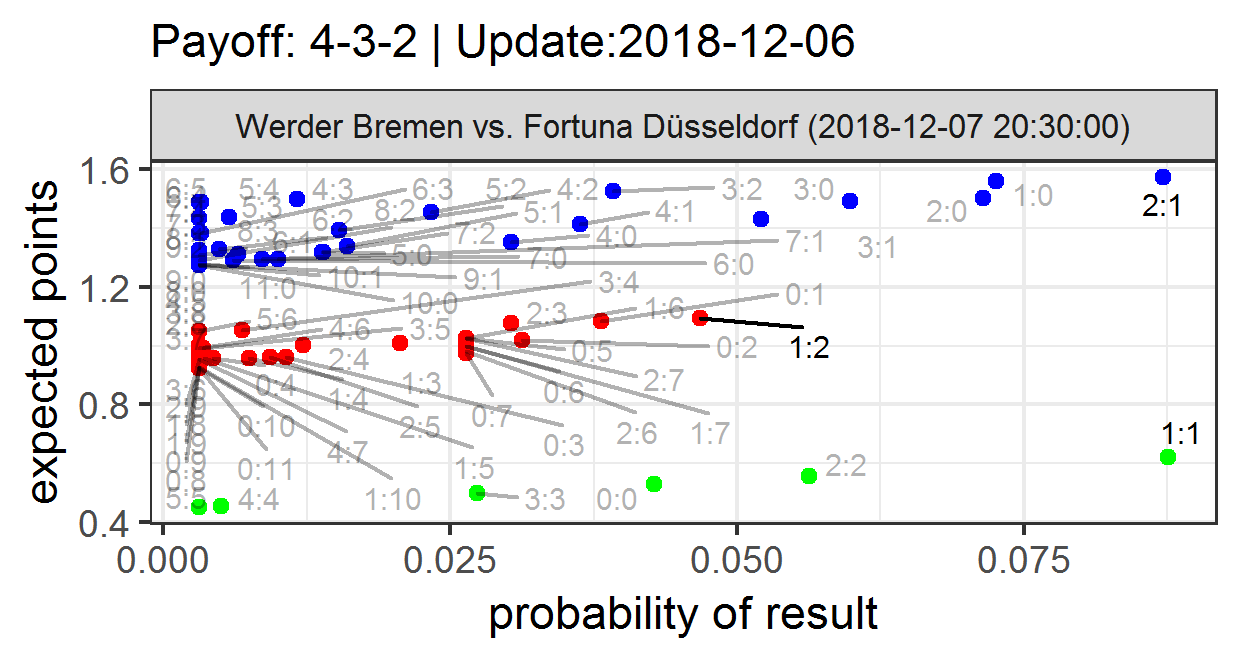 Payoff: 4-3-2 | Update:2018-12-06
Werder Bremen vs. Fortuna Düsseldorf (2018-12-07 20:30:00)
expected points
1.6
1.2
0.8
0.4
6:5 5:4 4:3 6:3 5:2 4:2 3:2 3:0 1:0 2:1
5:3 6:2 8:2 5:1 4:1 2:0
8:3 6:1 7:2 4:0 7:1 3:1
5:0 7:0 6:0
11:0 10:1 9:1 3:4
10:0 0:1
5:6 4:6 3:5 2:3 1:6 1:2
2:4 0:5 0:2
0:4 1:4 1:3 0:6 2:7
0:10 2:5 0:7 2:6 1:7 1:1
4:7 0:3
0:11 1:5 2:2
5:5 4:4 1:10 3:3 0:0
0.000 0.025 0.050 0.075
probability of result